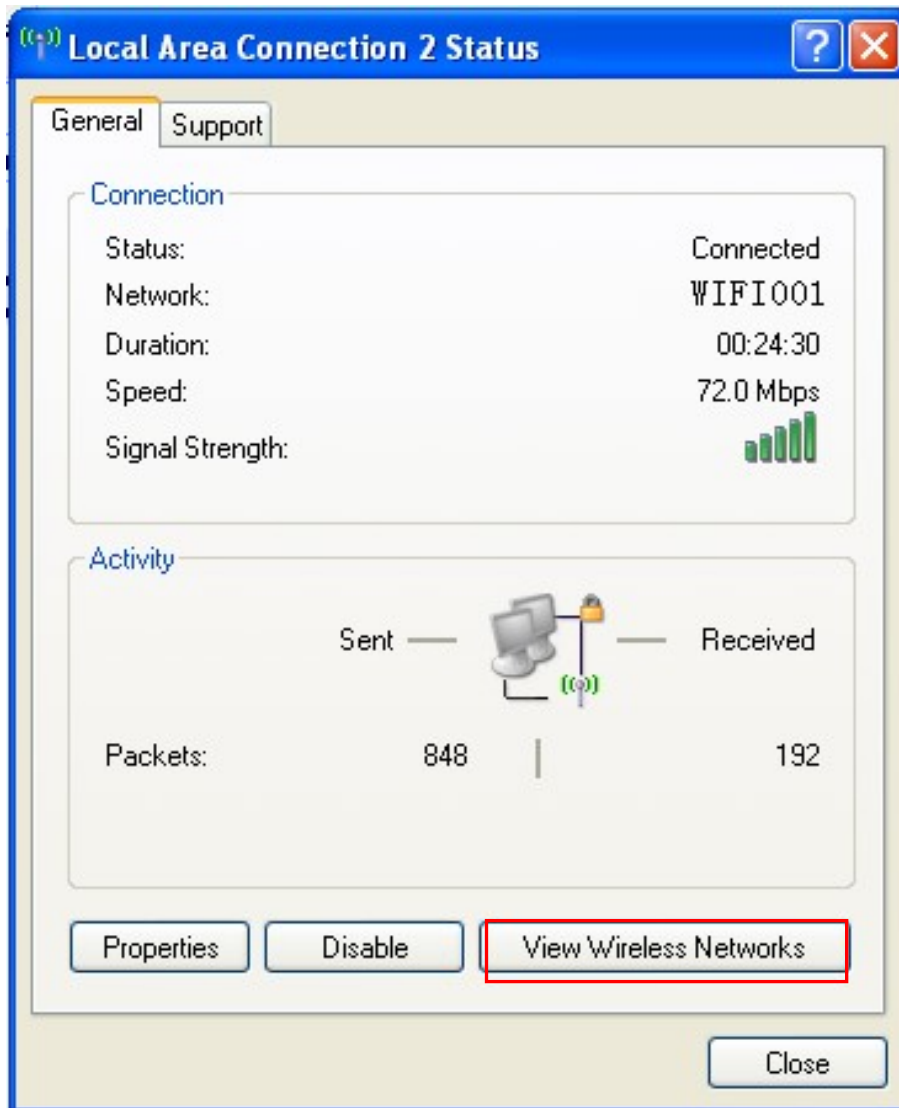 Local Area Connection 2 Status
General Support
Connection
Status: Connected
Network: WIFI001
Duration: 00:24:30
Speed: 72.0 Mbps
Signal Strength:
Activity
Sent Received
Packets: 848 192
Properties Disable View Wireless Networks
Close